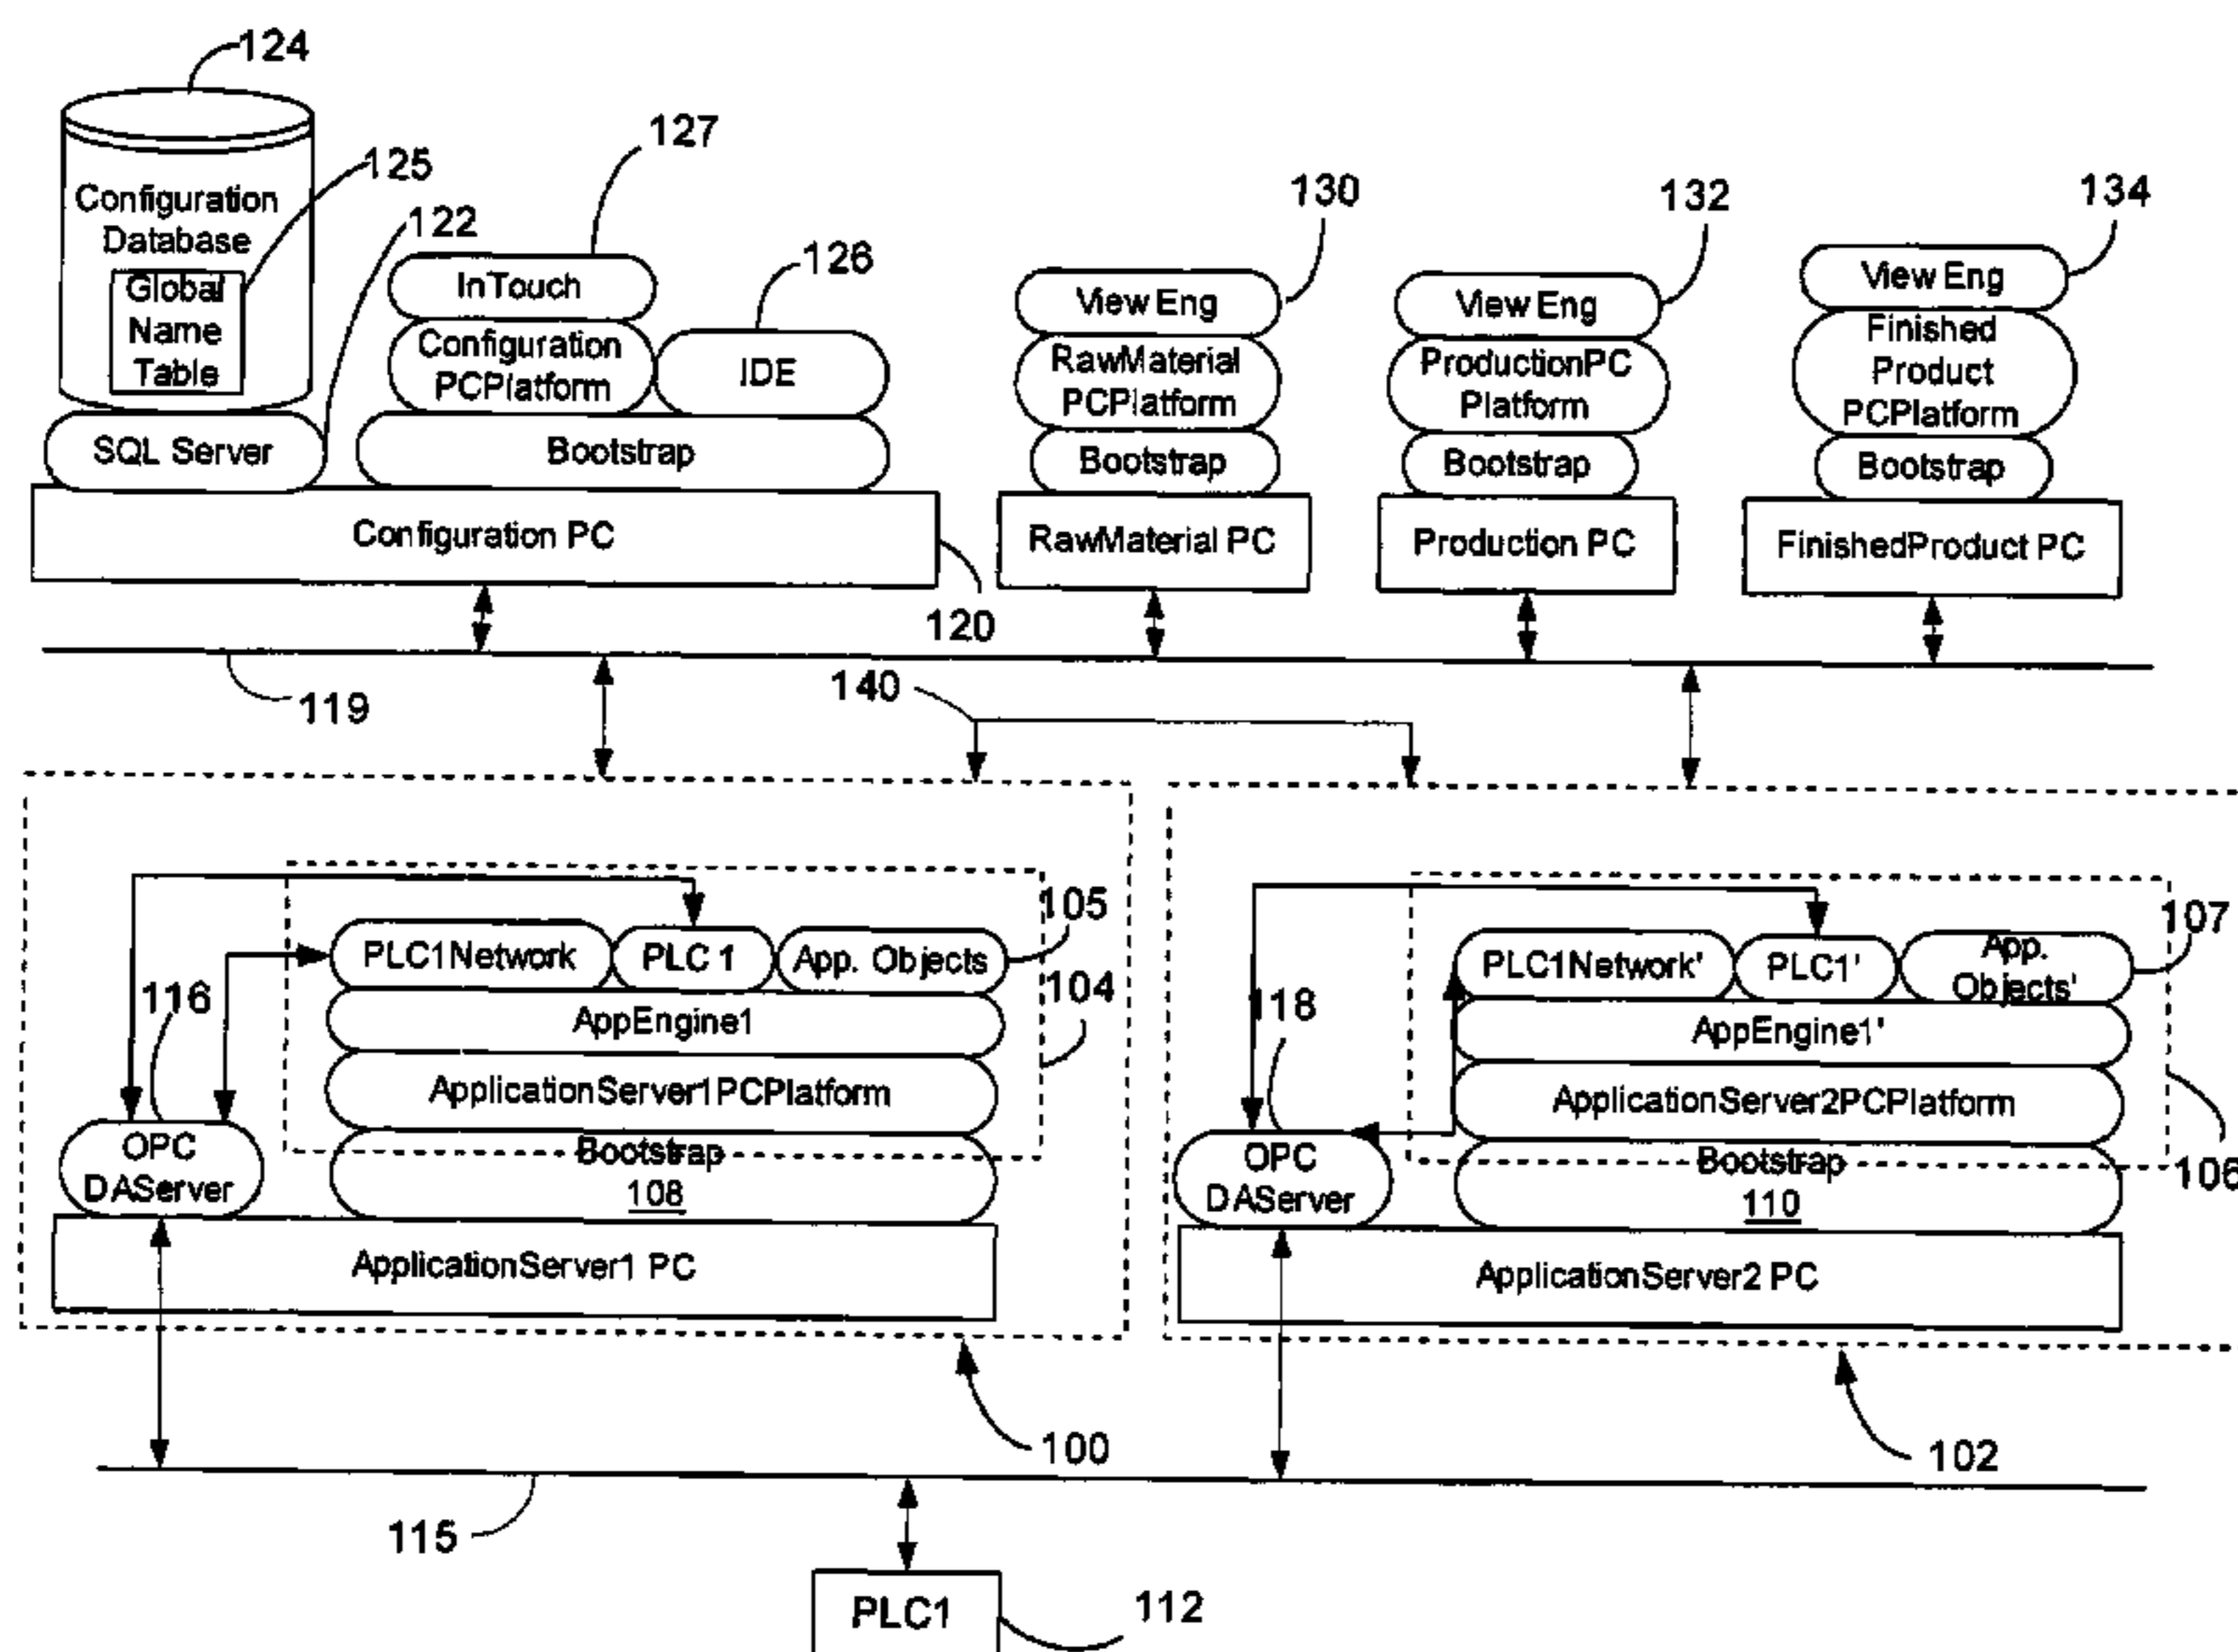 124
127
125
Configuration
Database
Global
Name
Table
122
InTouch
126
Configuration
PCPlatform
IDE
SQL Server
Bootstrap
Configuration PC
120
130
View Eng
RawMaterial
PCPlatform
Bootstrap
RawMaterial PC
132
View Eng
ProductionPC
Platform
Bootstrap
Production PC
134
View Eng
Finished
Product
PCPlatform
Bootstrap
FinishedProduct PC
119
140
105
PLC1Network
PLC 1
App. Objects
104
116
AppEngine1
ApplicationServer1PCPlatform
OPC
DAServer
Bootstrap
108
ApplicationServer1 PC
100
107
PLC1Network'
PLC1'
App.
Objects'
118
AppEngine1'
ApplicationServer2PCPlatform
OPC
DAServer
Bootstrap
110
106
ApplicationServer2 PC
102
115
PLC1
112